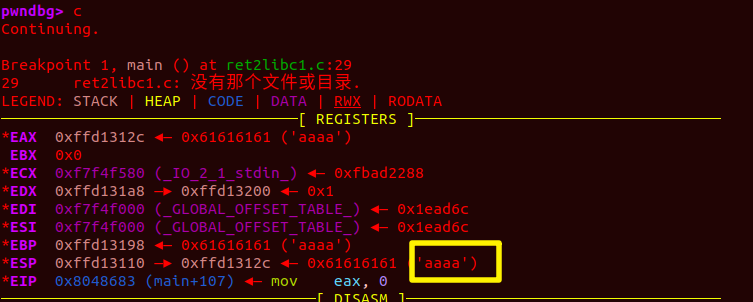 pwndbg> c
Continuing.
Breakpoint 1, main () at ret2libc1.c:29
29      ret2libc1.c: 没有那个文件或目录.
LEGEND: STACK | HEAP | CODE | DATA | RWX | RODATA
[ REGISTERS ]
*EAX  0xffd1312c ◂— 0x61616161 ('aaaa')
 EBX  0x0
*ECX  0xf7f4f580 (_IO_2_1_stdin_) ◂— 0xfbad2288
*EDX  0xffd131a8 —▸ 0xffd13200 ◂— 0x1
*EDI  0xf7f4f000 (_GLOBAL_OFFSET_TABLE_) ◂— 0x1ead6c
*ESI  0xf7f4f000 (_GLOBAL_OFFSET_TABLE_) ◂— 0x1ead6c
*EBP  0xffd13198 ◂— 0x61616161 ('aaaa')
*ESP  0xffd13110 —▸ 0xffd1312c ◂— 0x61616161 ('aaaa')
*EIP  0x8048683 (main+107) ◂— mov    eax, 0
[ DISASM ]